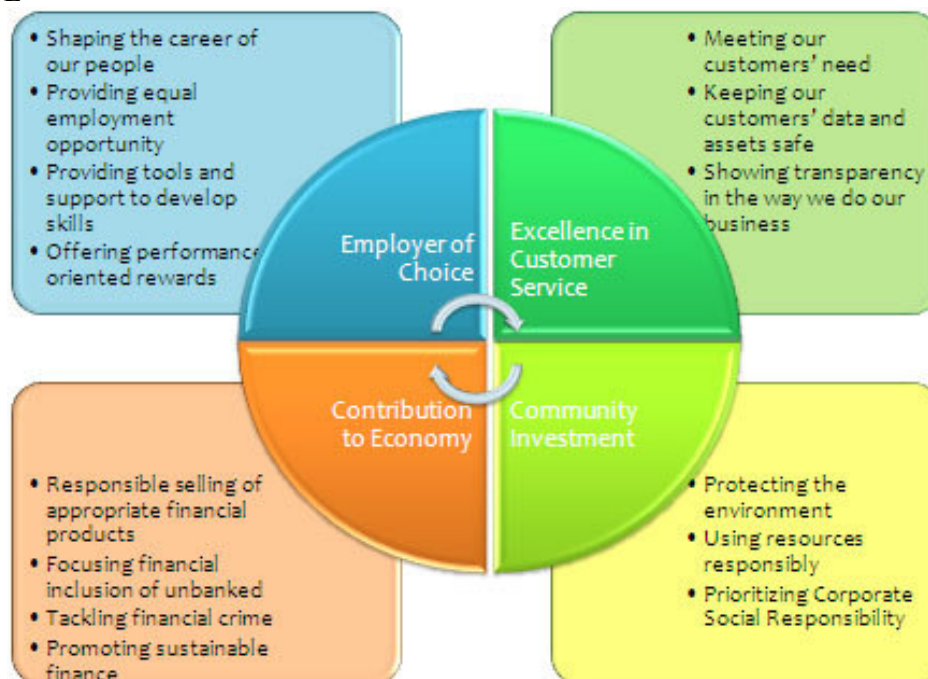 • Shaping the career of
our people
• Providing equal
employment
opportunity
• Providing tools and
support to develop
skills
• Offering performance
oriented rewards
• Meeting our
customers' need
• Keeping our
customers' data and
assets safe
• Showing transparency
in the way we do our
business
Employer of
Choice
Excellence in
Customer
Service
Contribution
to Economy
Community
Investment
• Responsible selling of
appropriate financial
products
• Focusing financial
inclusion of unbanked
• Tackling financial crime
• Promoting sustainable
finance
• Protecting the
environment
• Using resources
responsibly
• Prioritizing Corporate
Social Responsibility